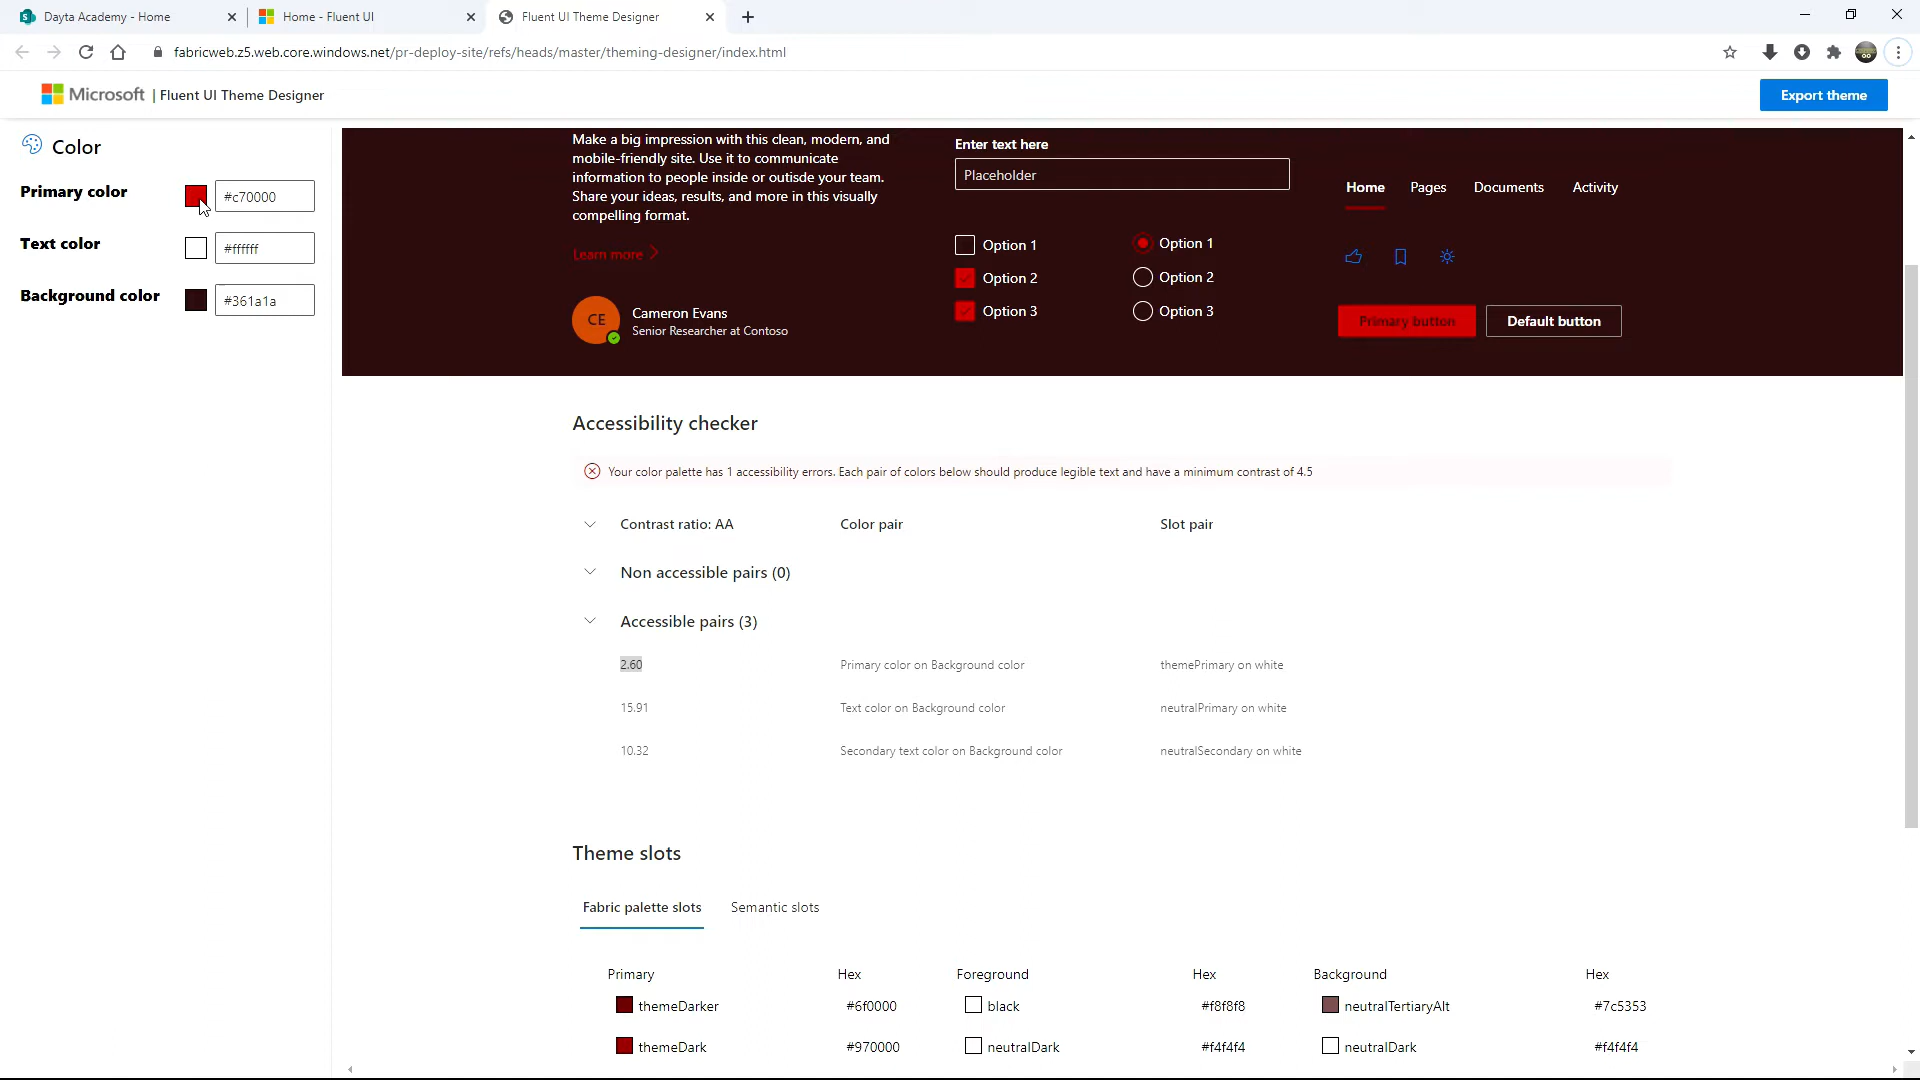 Dayta Academy - Home
Home - Fluent UI
Fluent UI Theme Designer
fabricweb.z5.web.core.windows.net/pr-deploy-site/refs/heads/master/theming-designer/index.html
Microsoft | Fluent UI Theme Designer
Export theme
Color
Primary color
#c70000
Text color
#ffffff
Background color
#361a1a
Make a big impression with this clean, modern, and
mobile-friendly site. Use it to communicate
information to people inside or outisde your team.
Share your ideas, results, and more in this visually
compelling format.
Learn more
CE
Cameron Evans
Senior Researcher at Contoso
Enter text here
Placeholder
Option 1
Option 2
Option 3
Option 1
Option 2
Option 3
Home
Pages
Documents
Activity
Primary button
Default button
Accessibility checker
Your color palette has 1 accessibility errors. Each pair of colors below should produce legible text and have a minimum contrast of 4.5
Contrast ratio: AA
Color pair
Slot pair
Non accessible pairs (0)
Accessible pairs (3)
2.60
Primary color on Background color
themePrimary on white
15.91
Text color on Background color
neutralPrimary on white
10.32
Secondary text color on Background color
neutralSecondary on white
Theme slots
Fabric palette slots
Semantic slots
Primary
Hex
Foreground
Hex
Background
Hex
themeDarker
#6f0000
black
#f8f8f8
neutralTertiaryAlt
#7c5353
themeDark
#970000
neutralDark
#f4f4f4
neutralDark
#f4f4f4